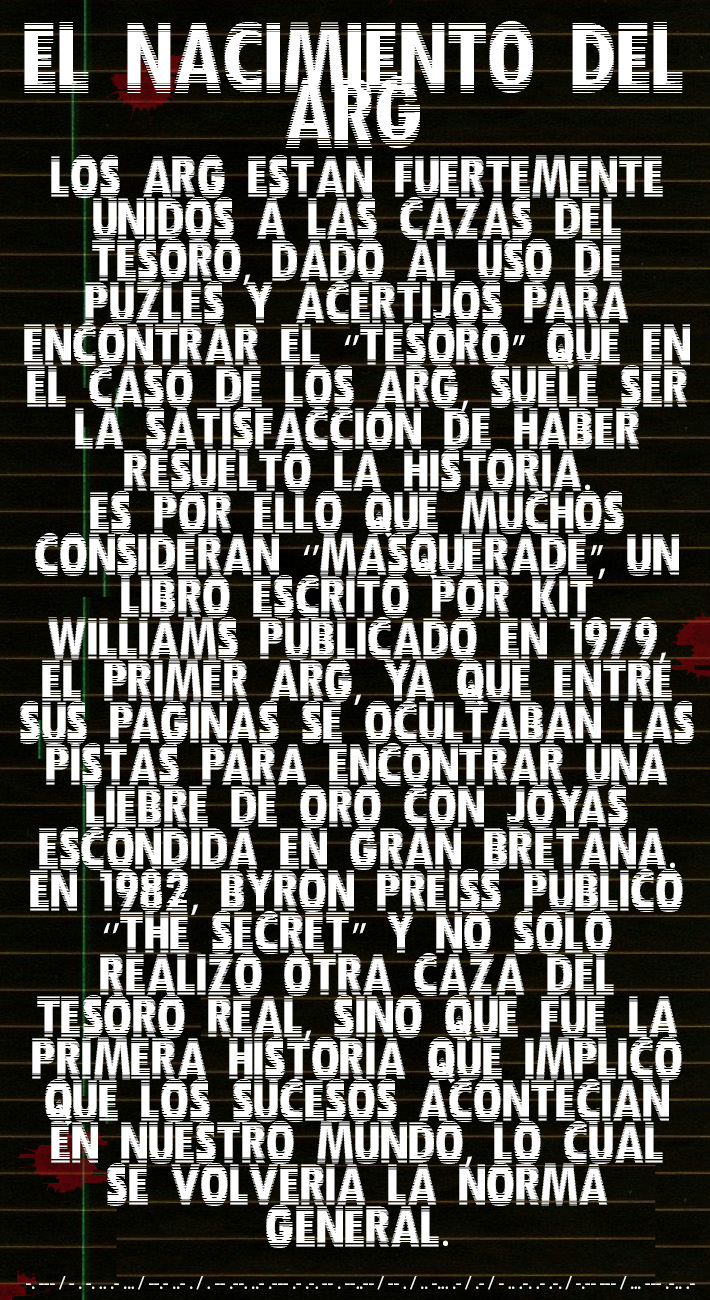 EL NACIMIENTO DEL
ARG
LOS ARG ESTAN FUERTEMENTE
UNIDOS A LAS CAZAS DEL
TESORO, DADO AL USO DE
PUZLES Y ACERTIJOS PARA
ENCONTRAR EL "TESORO" QUE EN
EL CASO DE LOS ARG, SUELE SER
LA SATISFACCION DE HABER
RESUELTO LA HISTORIA.
ES POR ELLO QUE MUCHOS
CONSIDERAN "MASQUERADE", UN
LIBRO ESCRITO POR KIT
WILLIAMS PUBLICADO EN 1979,
EL PRIMER ARG, YA QUE ENTRE
SUS PAGINAS SE OCULTABAN LAS
PISTAS PARA ENCONTRAR UNA
LIEBRE DE ORO CON JOYAS
ESCONDIDA EN GRAN BRETANA.
EN 1982, BYRON PREISS PUBLICO
"THE SECRET" Y NO SOLO
REALIZO OTRA CAZA DEL
TESORO REAL, SINO QUE FUE LA
PRIMERA HISTORIA QUE IMPLICO
QUE LOS SUCESOS ACONTECIAN
EN NUESTRO MUNDO, LO CUAL
SE VOLVERIA LA NORMA
GENERAL.